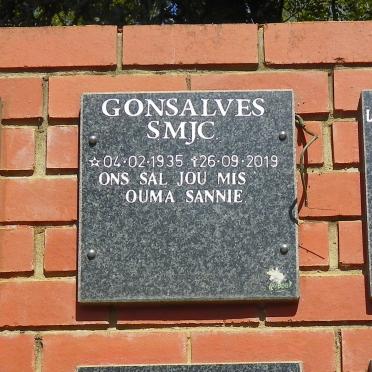 GONSALVES
SMJC
☆04·02·1935 ✝26·09·2019
ONS SAL JOU MIS
OUMA SANNIE